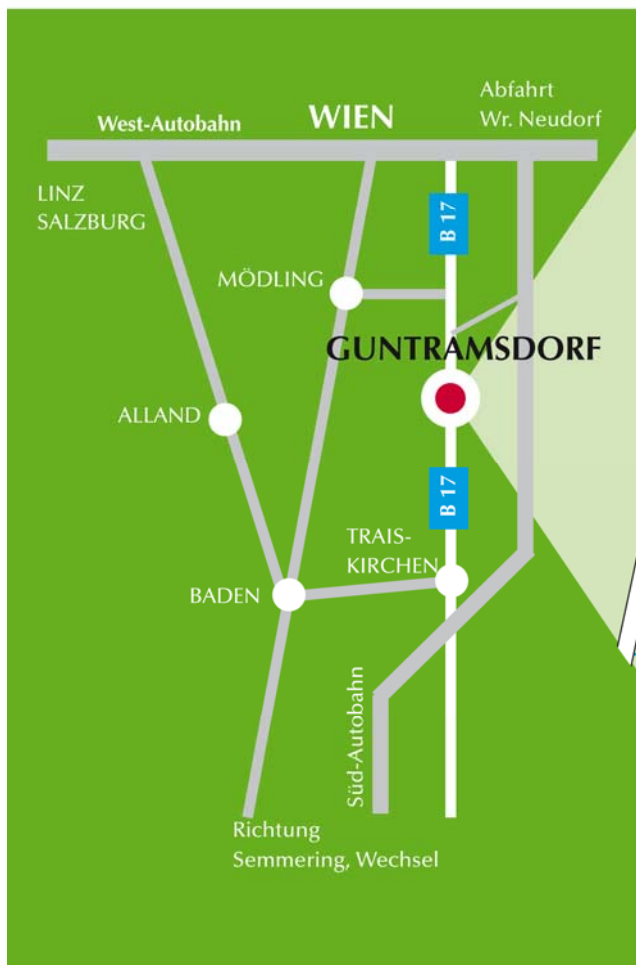 Abfahrt
West-Autobahn WIEN Wr. Neudorf
LINZ
SALZBURG
B 17
MÖDLING
GUNTRAMSDORF
ALLAND
B 17
TRAIS-
KIRCHEN
BADEN
Süd-Autobahn
Richtung
Semmering, Wechsel